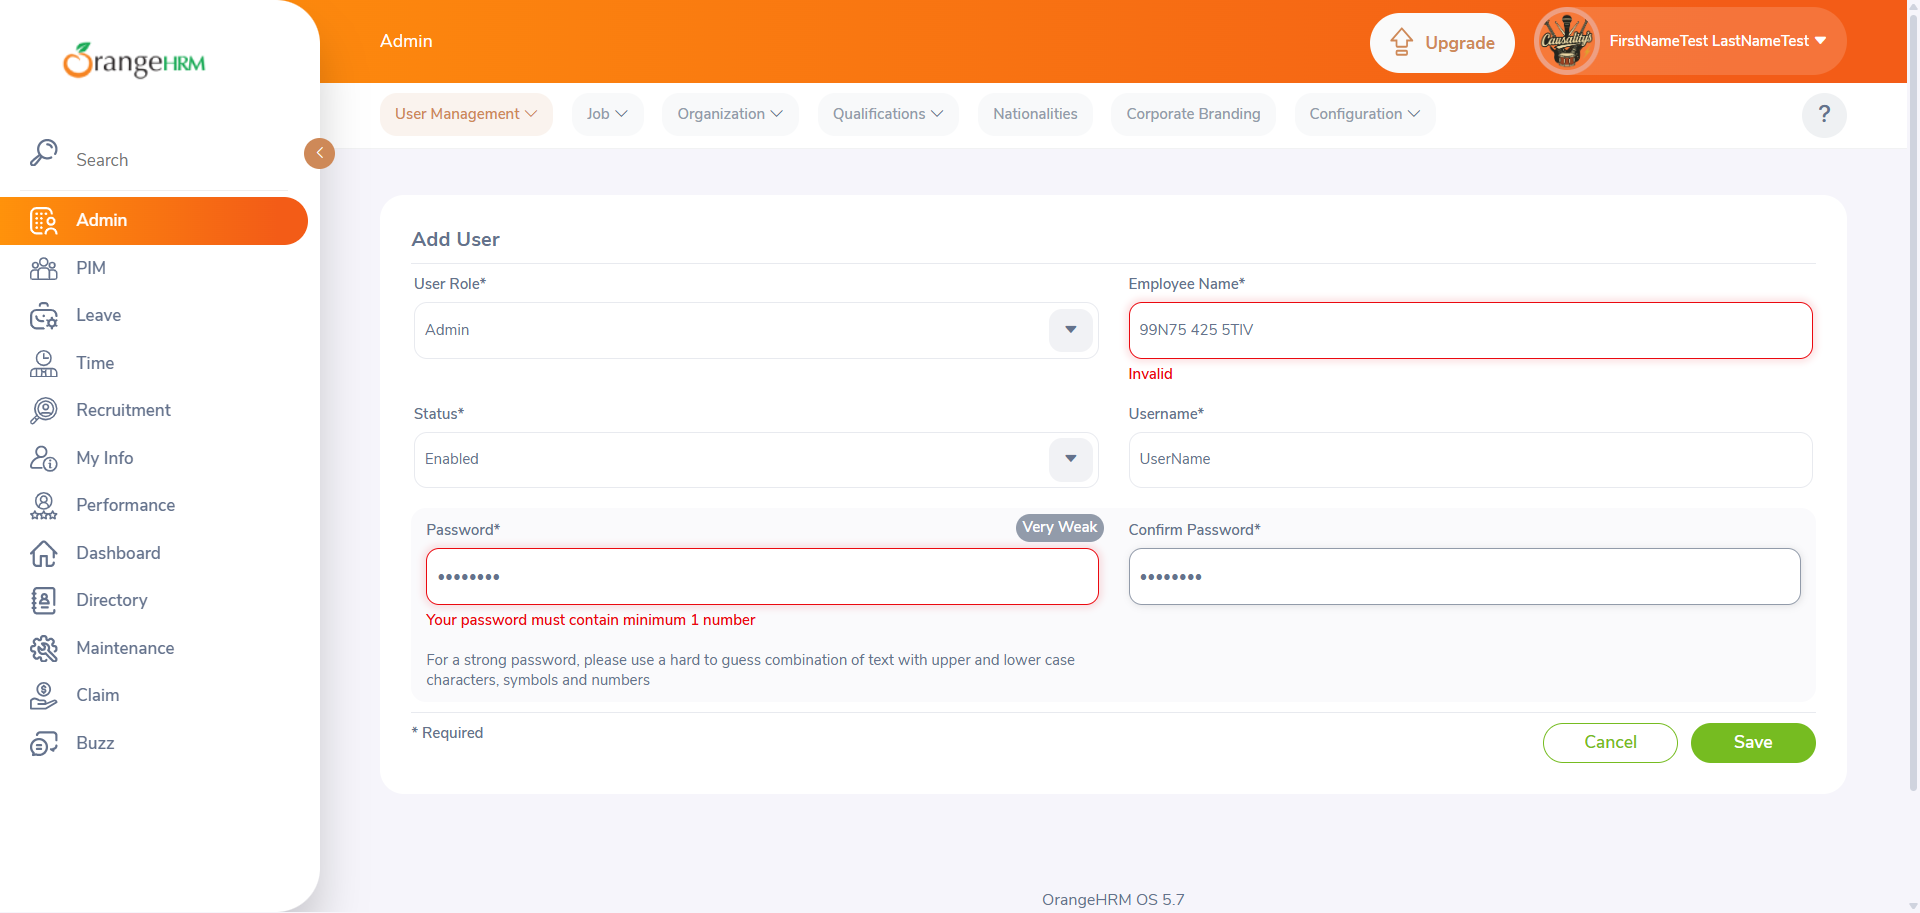 OrangeHRM
Admin
Upgrade
Causality's
FirstNameTest LastNameTest
User Management
Job
Organization
Qualifications
Nationalities
Corporate Branding
Configuration
?
Search
Admin
PIM
Leave
Time
Recruitment
My Info
Performance
Dashboard
Directory
Maintenance
Claim
Buzz
Add User
User Role*
Employee Name*
Admin
99N75 425 5TIV
Invalid
Status*
Username*
Enabled
UserName
Password*
Very Weak
Confirm Password*
••••••••
••••••••
Your password must contain minimum 1 number
For a strong password, please use a hard to guess combination of text with upper and lower case
characters, symbols and numbers
* Required
Cancel
Save
OrangeHRM OS 5.7